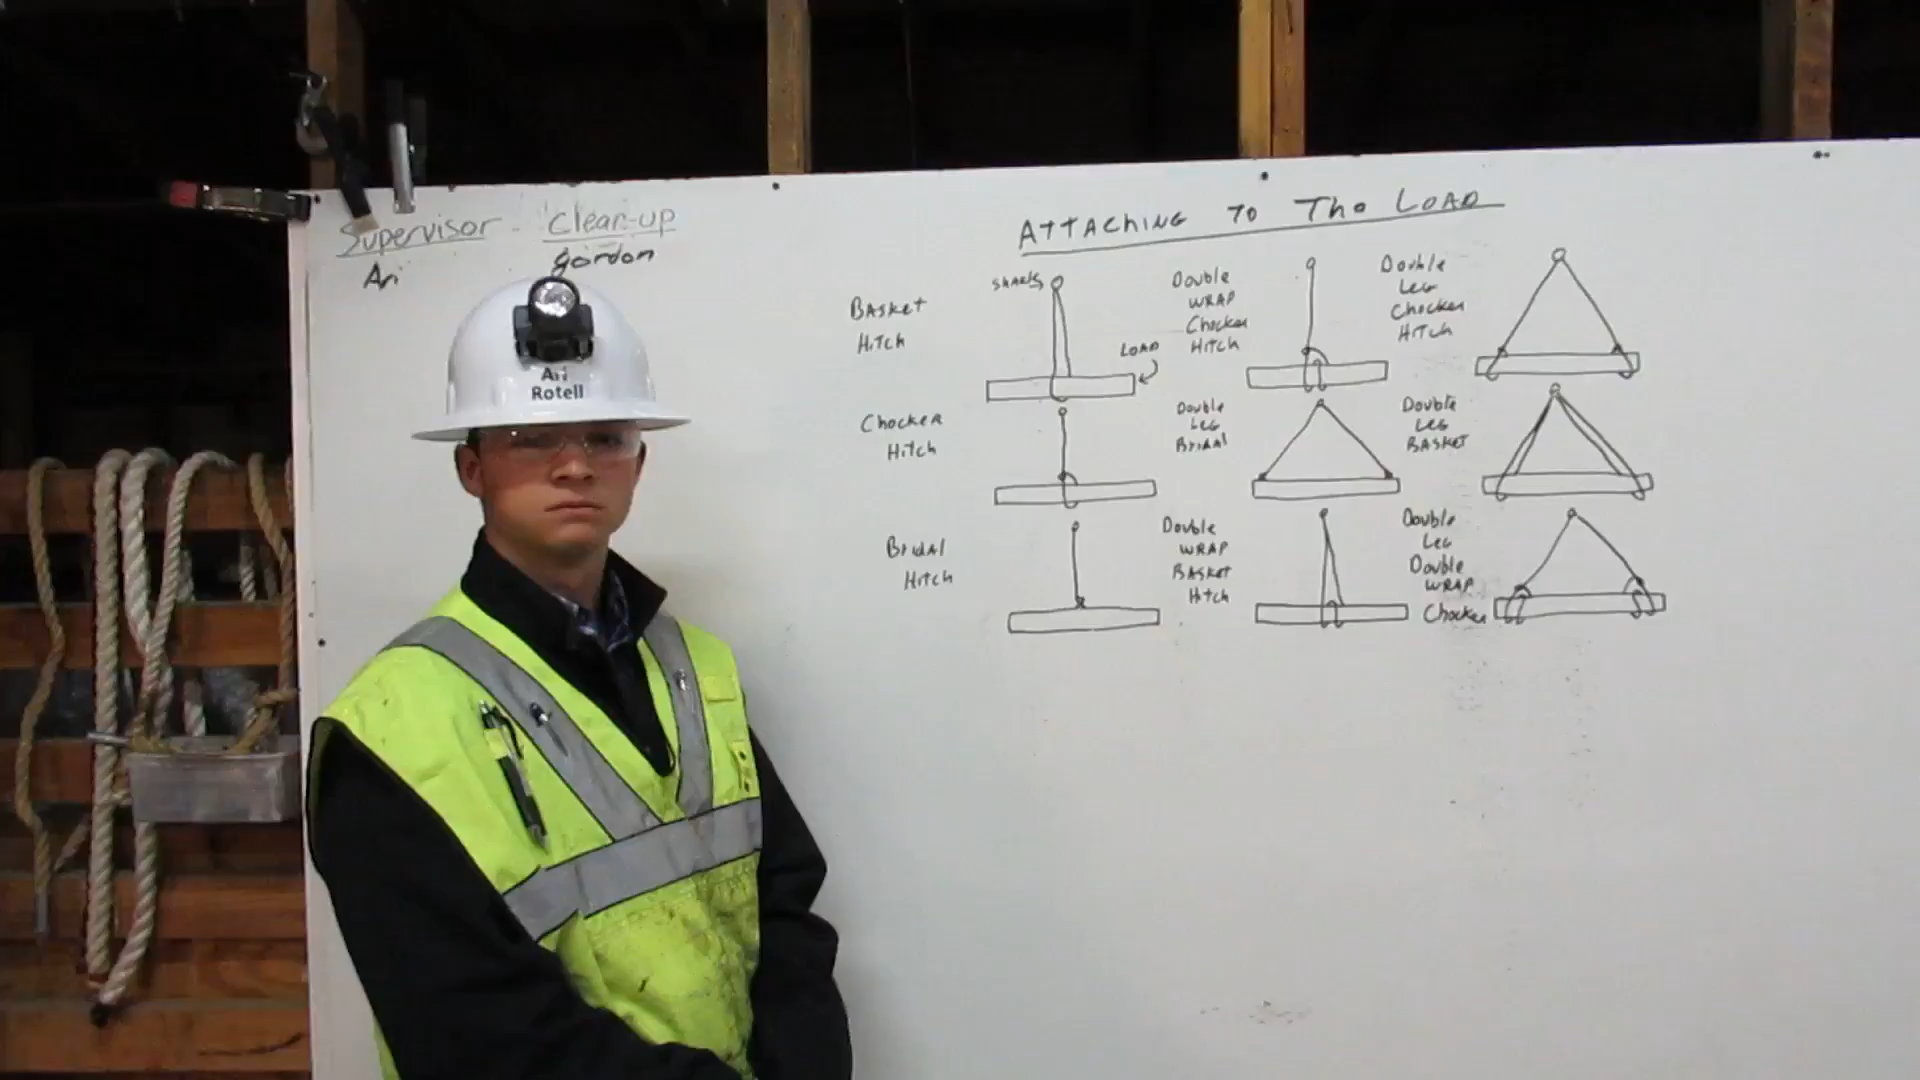 Supervisor - Clean-up
Ari
Gordon
Ari
Rotell
ATTACHING TO The LOAD
BASKET
HITCH
LOAD
Double
WRAP
Chocker
HITCH
Double
LEG
Chocker
HITCH
Chocker
HITCH
Double
LEG
Bridal
Double
LEG
BASKET
Bridal
HITCH
Double
WRAP
BASKET
HITCH
Double
LEG
Double
WRAP
Chocker